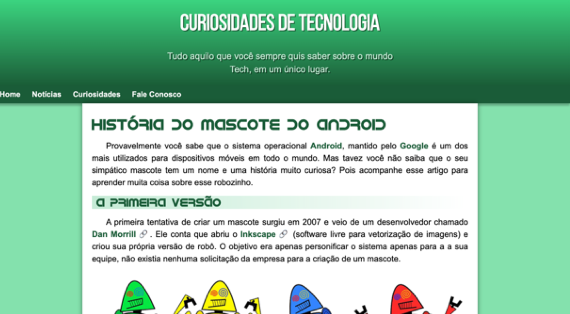 CURIOSIDADES DE TECNOLOGIA
Tudo aquilo que você sempre quis saber sobre o mundo
Tech, em um único lugar.
Home Notícias Curiosidades Fale Conosco
HISTÓRIA DO MASCOTE DO ANDROID
Provavelmente você sabe que o sistema operacional Android, mantido pelo Google é um dos
mais utilizados para dispositivos móveis em todo o mundo. Mas tavez você não saiba que o seu
simpático mascote tem um nome e uma história muito curiosa? Pois acompanhe esse artigo para
aprender muita coisa sobre esse robozinho.
A PRIMEIRA VERSÃO
A primeira tentativa de criar um mascote surgiu em 2007 e veio de um desenvolvedor chamado
Dan Morrill 🔗 . Ele conta que abriu o Inkscape 🔗 (software livre para vetorização de imagens) e
criou sua própria versão de robô. O objetivo era apenas personificar o sistema apenas para a a sua
equipe, não existia nenhuma solicitação da empresa para a criação de um mascote.